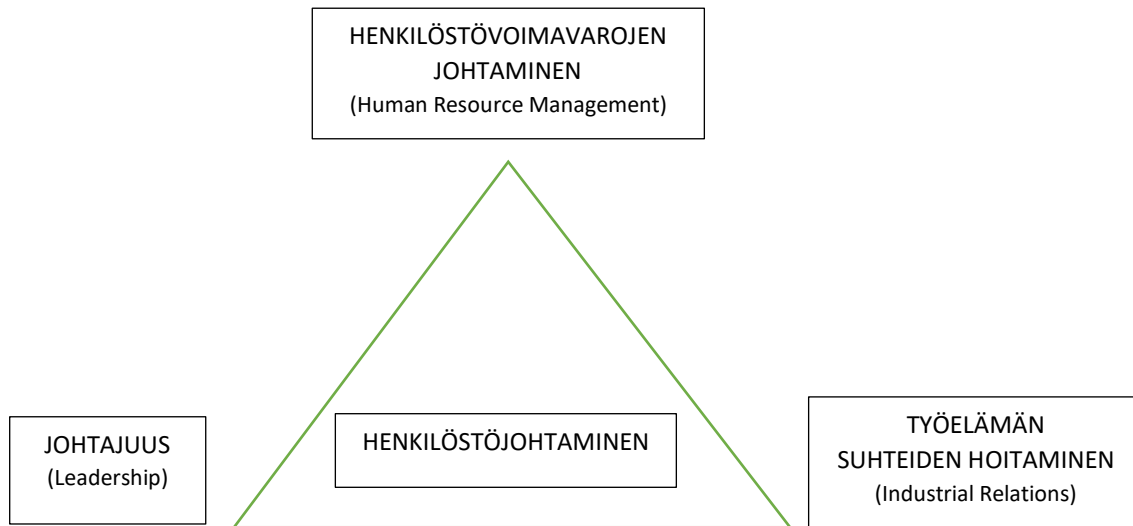 HENKILÖSTÖVOIMAVAROJEN
JOHTAMINEN
(Human Resource Management)
JOHTAJUUS
(Leadership)
HENKILÖSTÖJOHTAMINEN
TYÖELÄMÄN
SUHTEIDEN HOITAMINEN
(Industrial Relations)